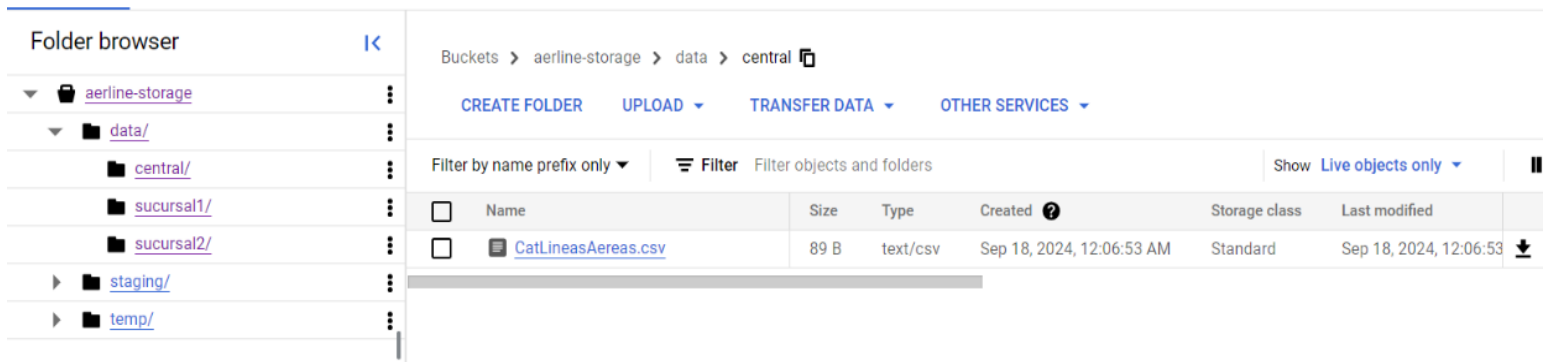 Folder browser
aerline-storage
data/
central/
sucursal1/
sucursal2/
staging/
temp/
Buckets > aerline-storage > data > central
CREATE FOLDER UPLOAD TRANSFER DATA OTHER SERVICES
Filter by name prefix only Filter Filter objects and folders Show Live objects only
Name Size Type Created Storage class Last modified
CatLineasAereas.csv 89 B text/csv Sep 18, 2024, 12:06:53 AM Standard Sep 18, 2024, 12:06:53